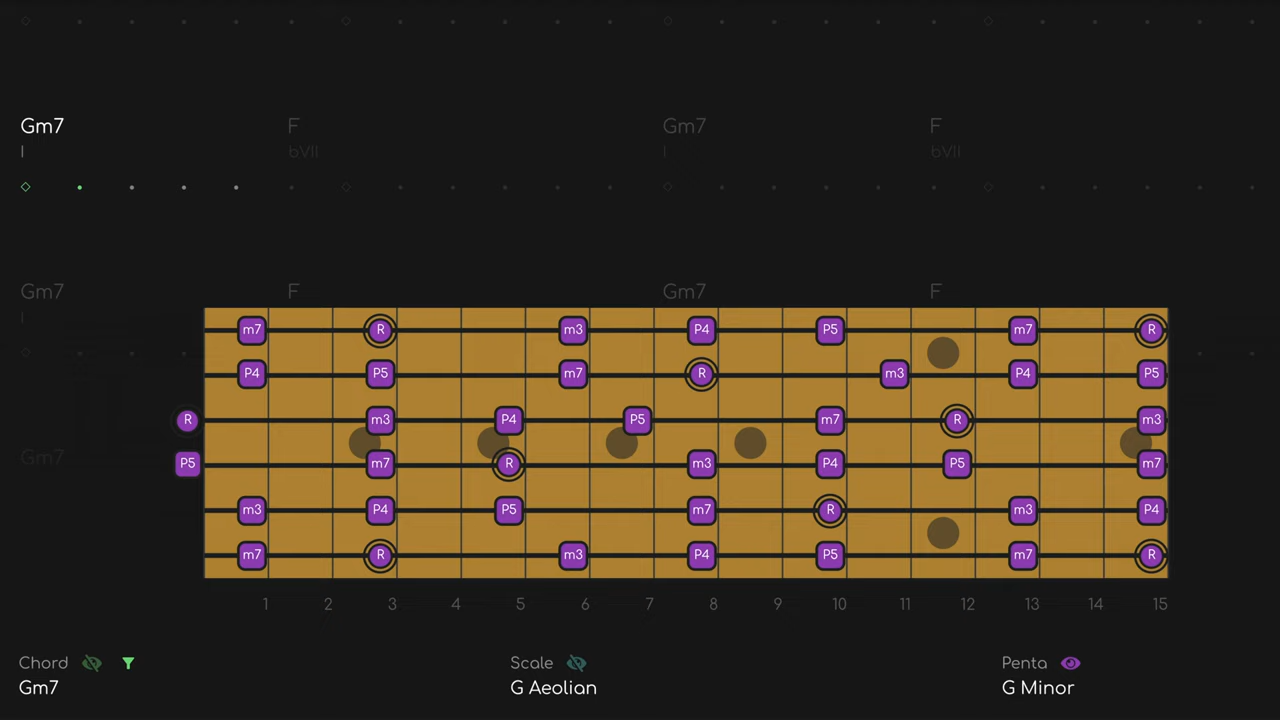 Gm7 F Gm7 F
I bVII I bVII
Gm7 F Gm7 F
I
m7 R m3 P4 P5 m7 R
P4 P5 m7 R m3 P4 P5
R m3 P4 P5 m7 R m3
Gm7
P5 m7 R m3 P4 P5 m7
m3 P4 P5 m7 R m3 P4
m7 R m3 P4 P5 m7 R
1 2 3 4 5 6 7 8 9 10 11 12 13 14 15
Chord Scale Penta
Gm7 G Aeolian G Minor